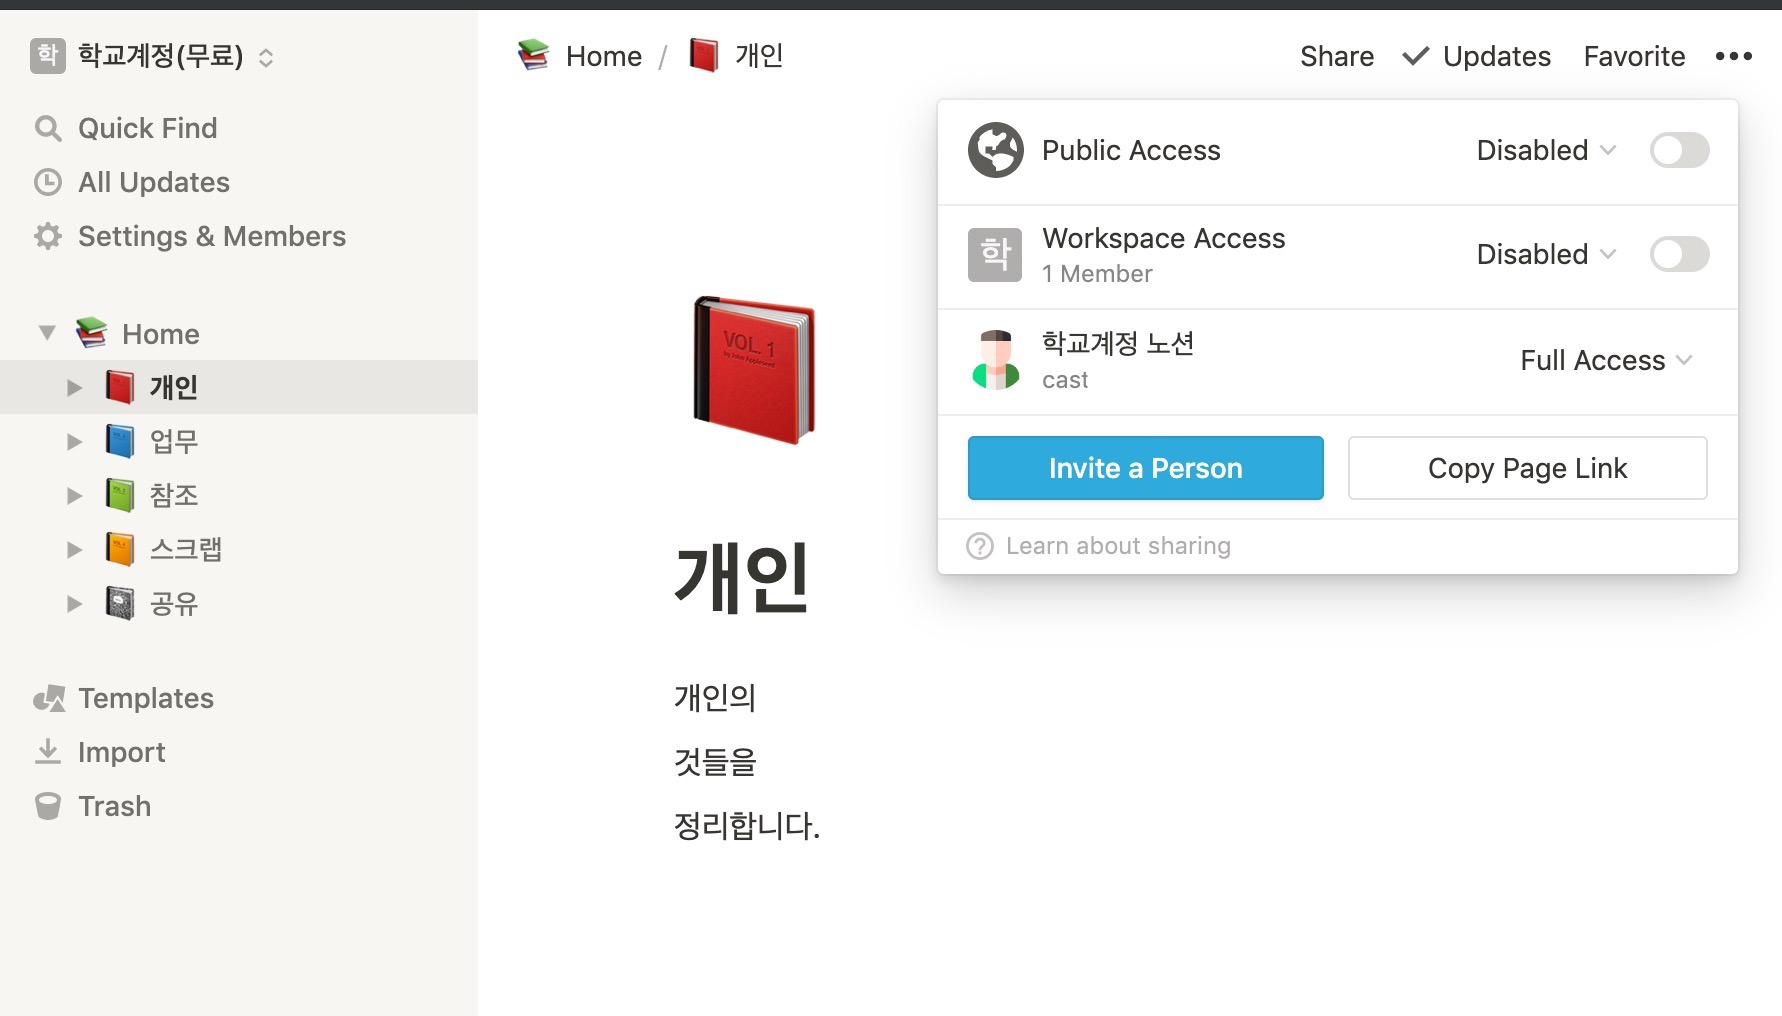 학 학교계정(무료)
Quick Find
All Updates
Settings & Members
Home
개인
업무
참조
스크랩
공유
Templates
Import
Trash
Home / 개인
Share Updates Favorite •••
Public Access Disabled
학 Workspace Access Disabled
1 Member
학교계정 노션 Full Access
cast
Invite a Person Copy Page Link
? Learn about sharing
VOL. 1
by John Appleseed
개인
개인의
것들을
정리합니다.